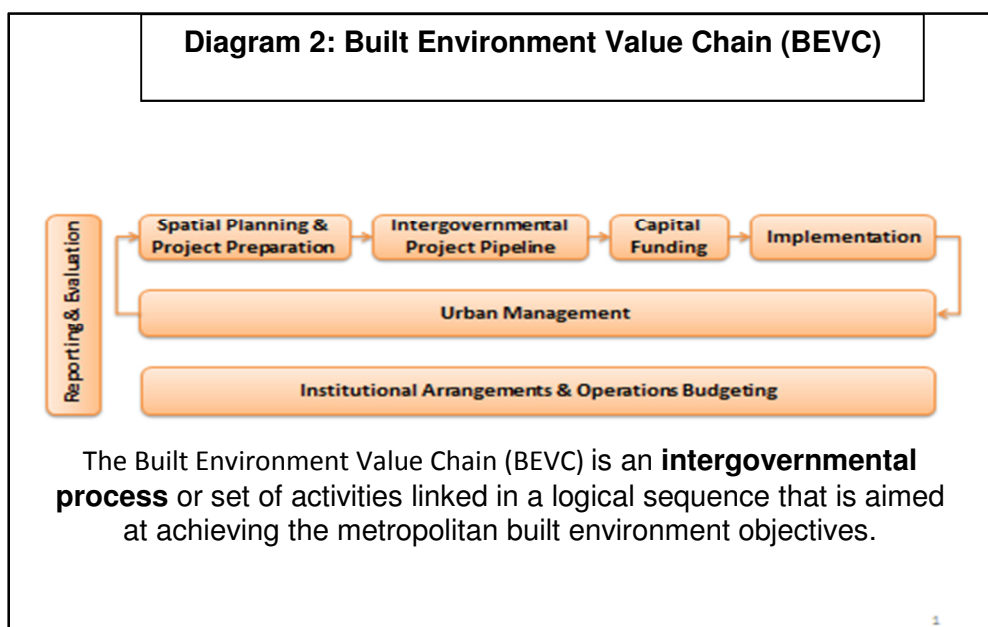 Diagram 2: Built Environment Value Chain (BEVC)
Reporting & Evaluation
Spatial Planning &
Project Preparation
Intergovernmental
Project Pipeline
Capital
Funding
Implementation
Urban Management
Institutional Arrangements & Operations Budgeting
The Built Environment Value Chain (BEVC) is an intergovernmental
process or set of activities linked in a logical sequence that is aimed
at achieving the metropolitan built environment objectives.
1